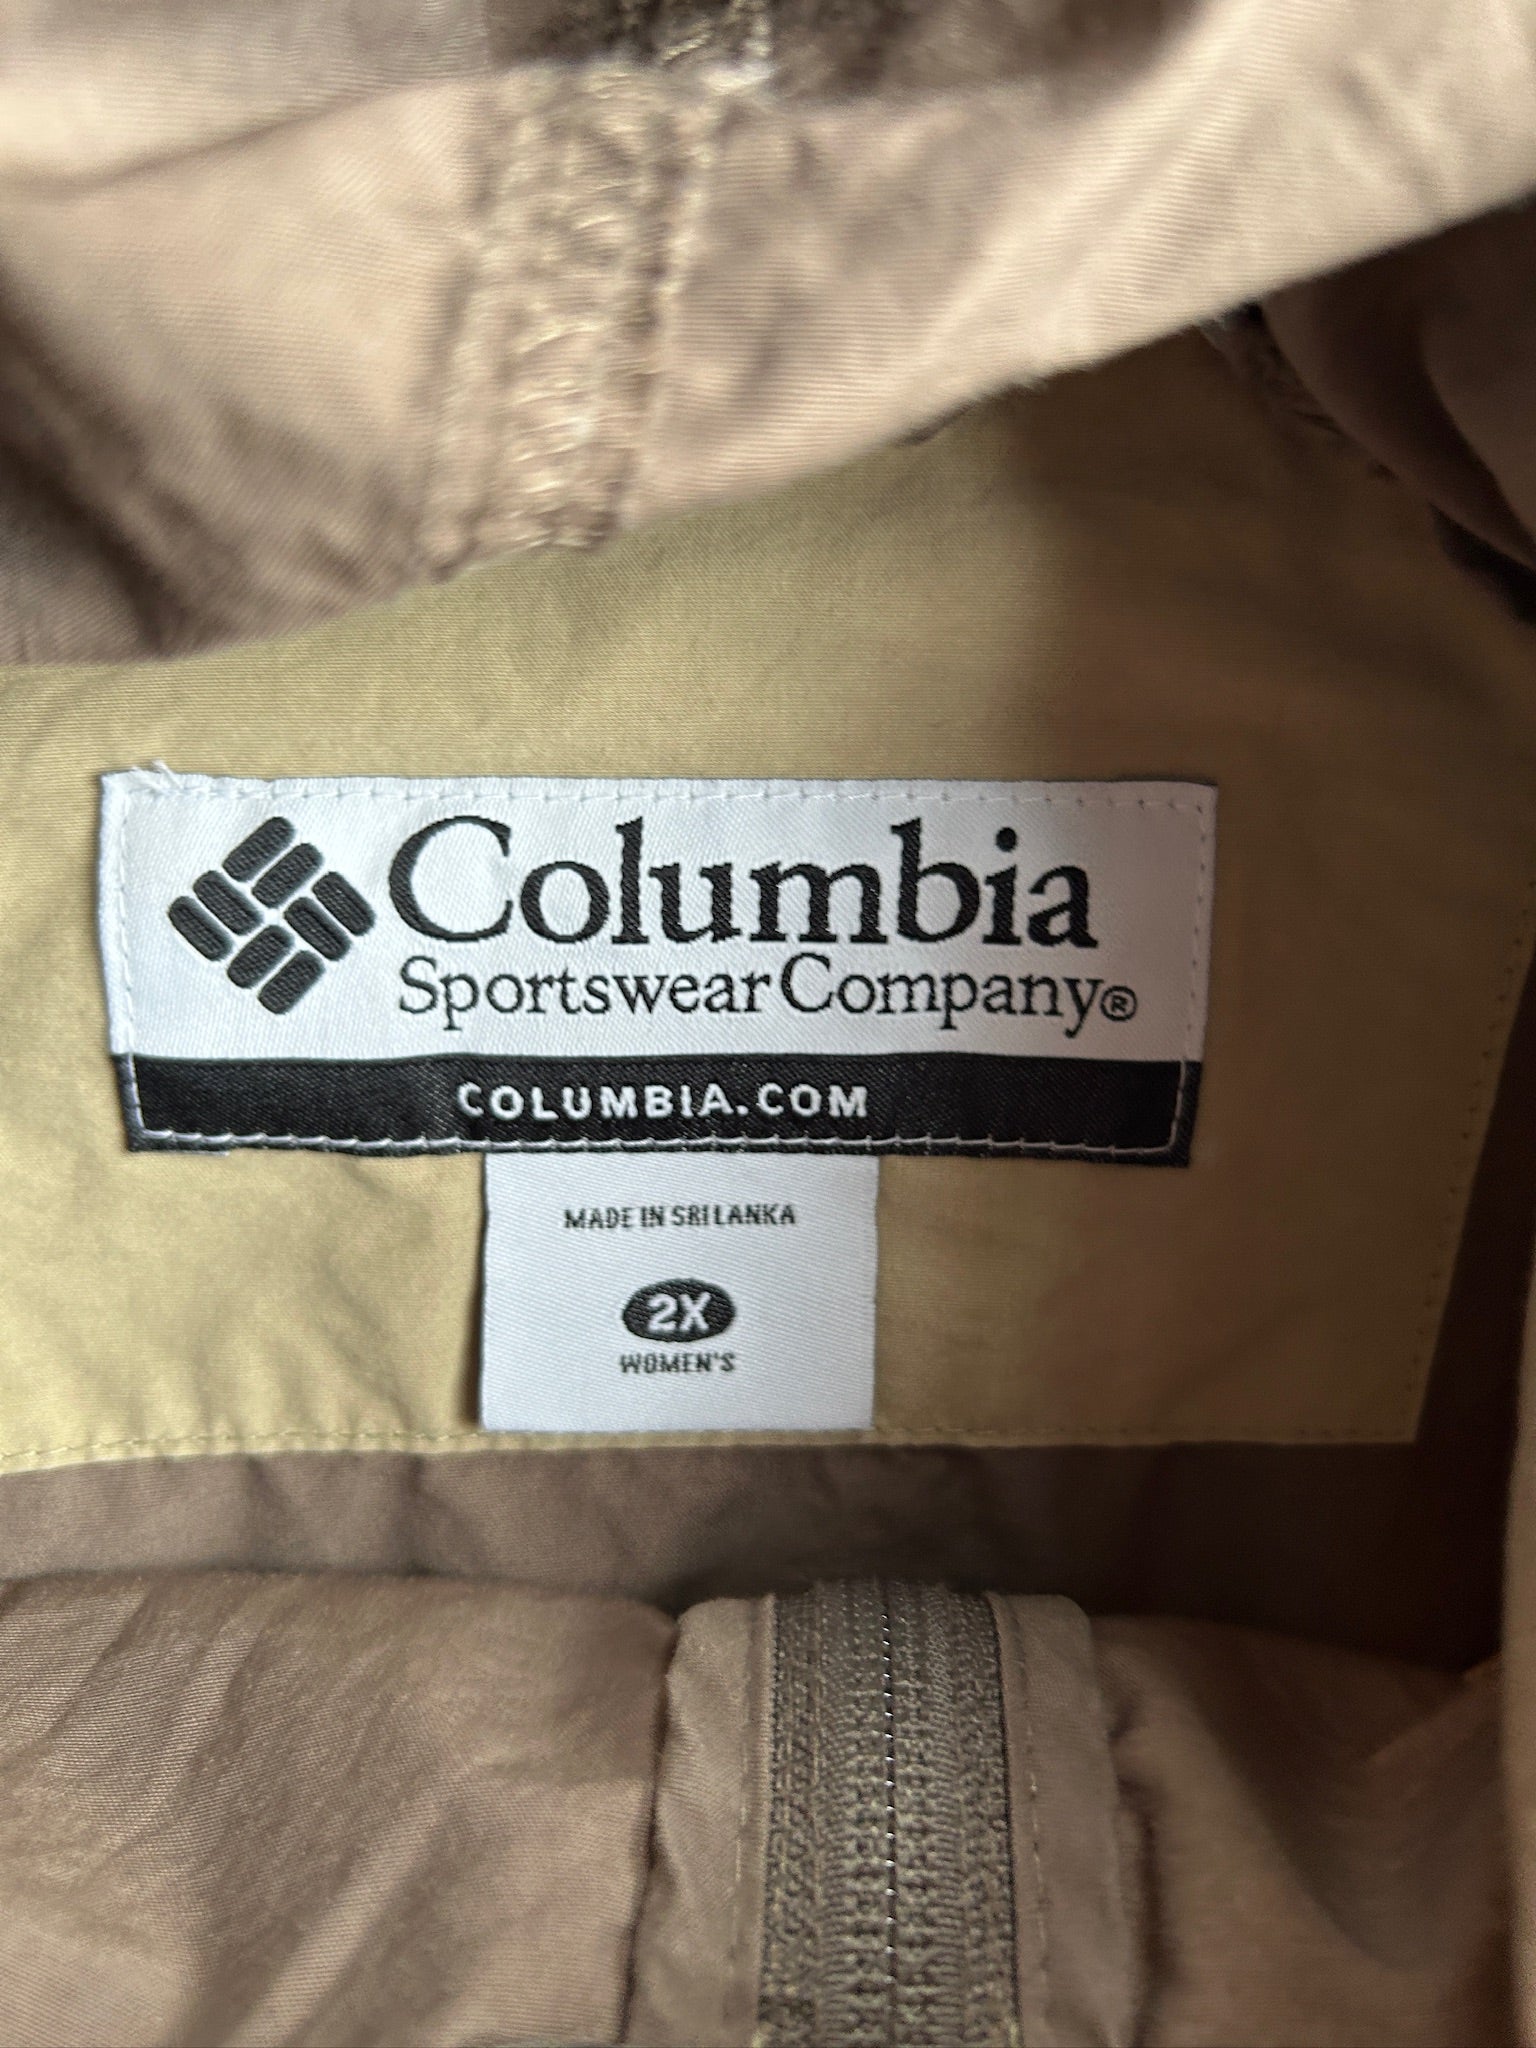 Columbia
Sportswear Company®
COLUMBIA.COM
MADE IN SRI LANKA
2X
WOMEN'S